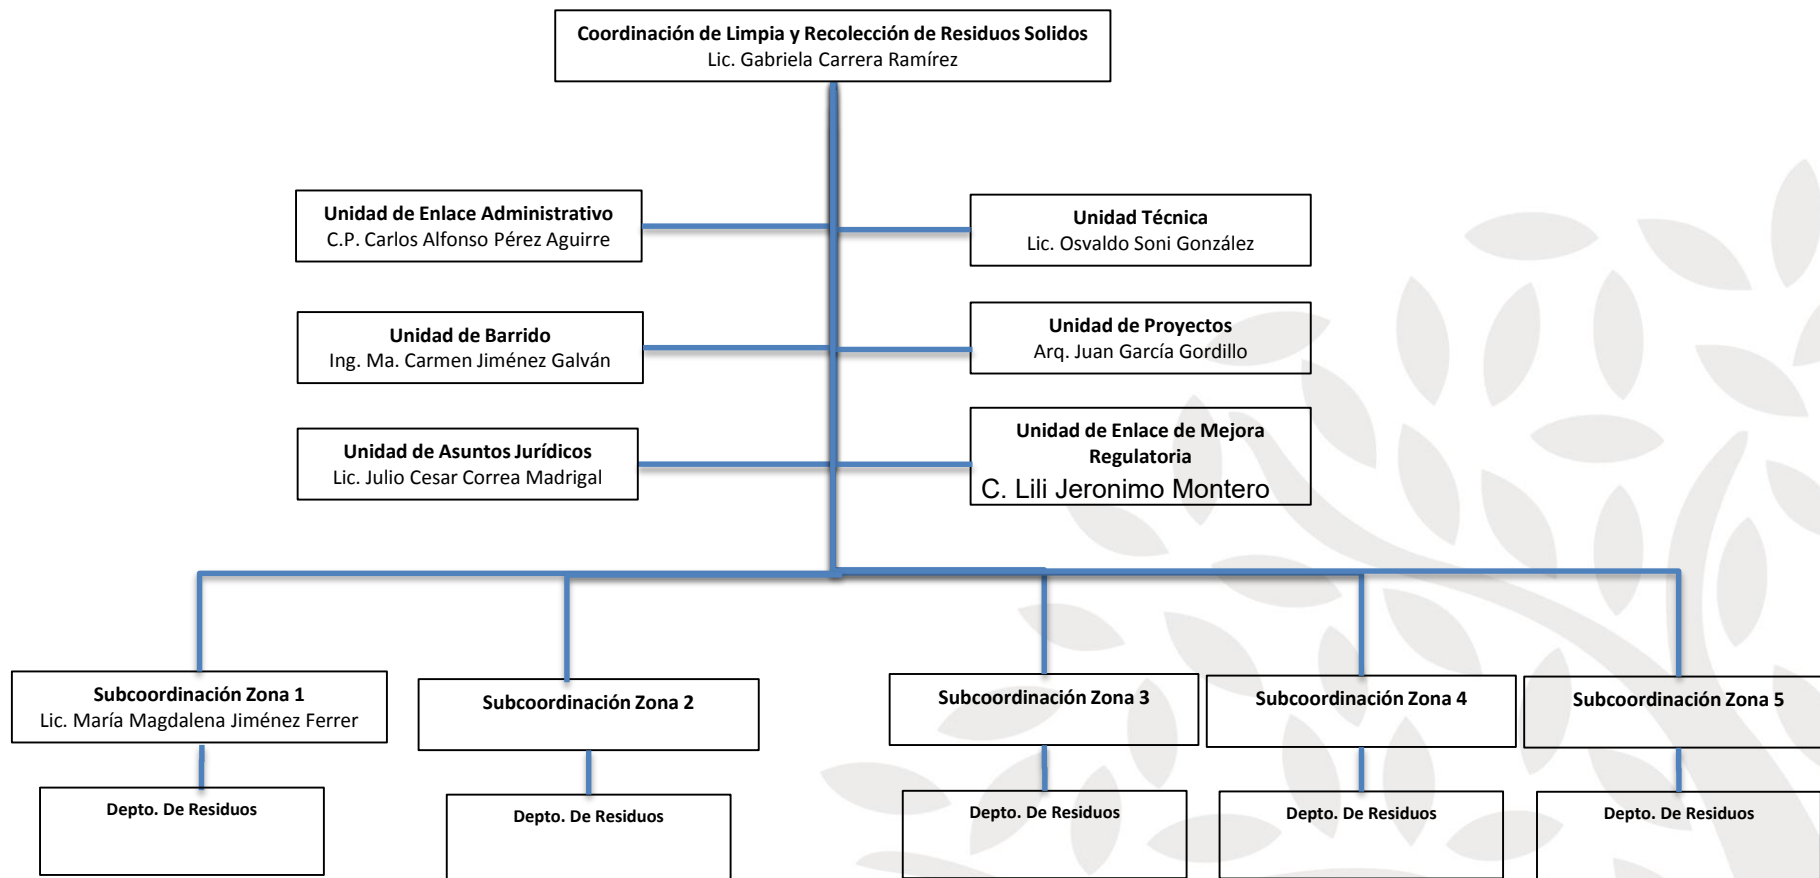 Coordinación de Limpia y Recolección de Residuos Solidos
Lic. Gabriela Carrera Ramírez
Unidad de Enlace Administrativo
C.P. Carlos Alfonso Pérez Aguirre
Unidad Técnica
Lic. Osvaldo Soni González
Unidad de Barrido
Ing. Ma. Carmen Jiménez Galván
Unidad de Proyectos
Arq. Juan García Gordillo
Unidad de Asuntos Jurídicos
Lic. Julio Cesar Correa Madrigal
Unidad de Enlace de Mejora
Regulatoria
C. Lili Jeronimo Montero
Subcoordinación Zona 1
Lic. María Magdalena Jiménez Ferrer
Subcoordinación Zona 2
Subcoordinación Zona 3
Subcoordinación Zona 4
Subcoordinación Zona 5
Depto. De Residuos
Depto. De Residuos
Depto. De Residuos
Depto. De Residuos
Depto. De Residuos